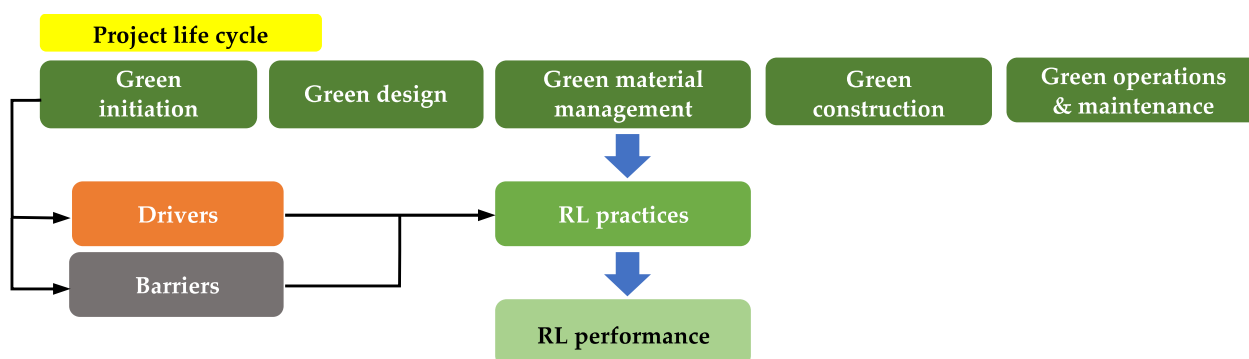 Project life cycle
Green
initiation
Green design
Green material
management
Green
construction
Green operations
& maintenance
Drivers
RL practices
Barriers
RL performance